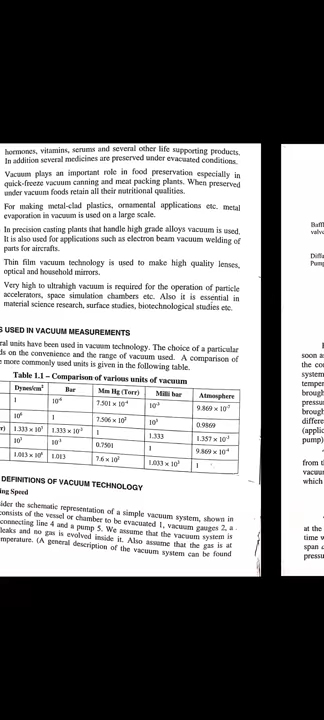 hormones, vitamins, serums and several other life supporting products.
In addition several medicines are preserved under evacuated conditions.
Vacuum plays an important role in food preservation especially in
quick-freeze vacuum canning and meat packing plants. When preserved
under vacuum foods retain all their nutritional qualities.
For making metal-clad plastics, ornamental applications etc. metal
evaporation in vacuum is used on a large scale.
In precision casting plants that handle high grade alloys vacuum is used.
It is also used for applications such as electron beam vacuum welding of
parts for aircrafts.
Thin film vacuum technology is used to make high quality lenses,
optical and household mirrors.
Very high to ultrahigh vacuum is required for the operation of particle
accelerators, space simulation chambers etc. Also it is essential in
material science research, surface studies, biotechnological studies etc.
S USED IN VACUUM MEASUREMENTS
ral units have been used in vacuum technology. The choice of a particular
ds on the convenience and the range of vacuum used. A comparison of
e more commonly used units is given in the following table.
Table 1.1 – Comparison of various units of vacuum
Dynes/cm² Bar Mm Hg (Torr) Milli bar Atmosphere
1 10⁻⁶ 7.501 × 10⁻⁴ 10⁻³ 9.869 × 10⁻⁷
10⁶ 1 7.506 × 10² 10³ 0.9869
r) 1.333 × 10³ 1.333 × 10⁻³ 1 1.333 1.357 × 10⁻³
10³ 10⁻³ 0.7501 1 9.869 × 10⁻⁴
1.013 × 10⁶ 1.013 7.6 × 10² 1.033 × 10³ 1
DEFINITIONS OF VACUUM TECHNOLOGY
ing Speed
sider the schematic representation of a simple vacuum system, shown in
consists of the vessel or chamber to be evacuated 1, vacuum gauges 2, a
connecting line 4 and a pump 5. We assume that the vacuum system is
leaks and no gas is evolved inside it. Also assume that the gas is at
mperature. (A general description of the vacuum system can be found
Baffl
valv
Diffu
Pump
soon a
the co
system
temper
brough
pressu
brough
differe
(applic
pump)
from th
vacuum
which
at the
time w
span
pressu